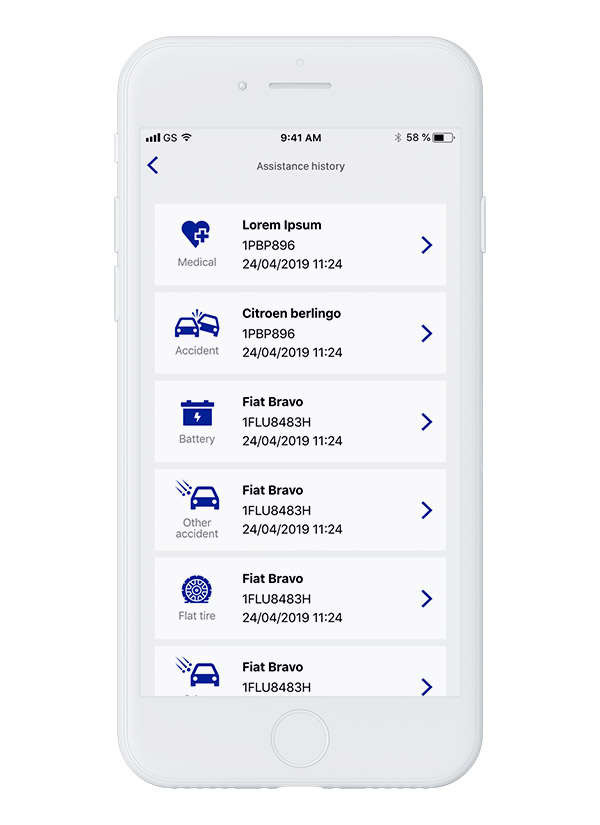 GS 9:41 AM 58 %
Assistance history
Lorem Ipsum
1PBP896
Medical
24/04/2019 11:24
Citroen berlingo
1PBP896
Accident
24/04/2019 11:24
Fiat Bravo
1FLU8483H
Battery
24/04/2019 11:24
Fiat Bravo
1FLU8483H
Other
accident
24/04/2019 11:24
Fiat Bravo
1FLU8483H
Flat tire
24/04/2019 11:24
Fiat Bravo
1FLU8483H